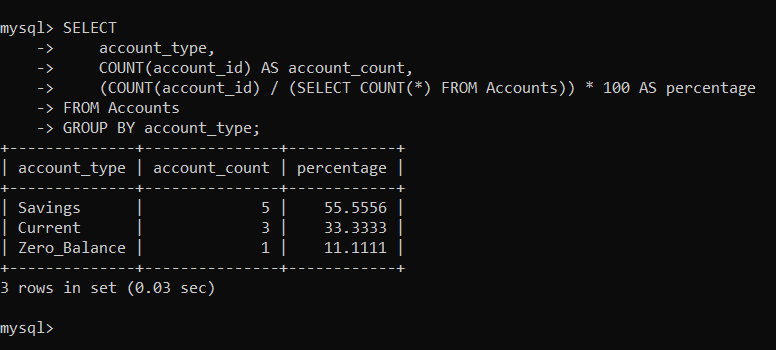 mysql> SELECT
    ->     account_type,
    ->     COUNT(account_id) AS account_count,
    ->     (COUNT(account_id) / (SELECT COUNT(*) FROM Accounts)) * 100 AS percentage
    -> FROM Accounts
    -> GROUP BY account_type;
+--------------+---------------+------------+
| account_type | account_count | percentage |
+--------------+---------------+------------+
| Savings      |             5 |    55.5556 |
| Current      |             3 |    33.3333 |
| Zero_Balance |             1 |    11.1111 |
+--------------+---------------+------------+
3 rows in set (0.03 sec)
mysql>